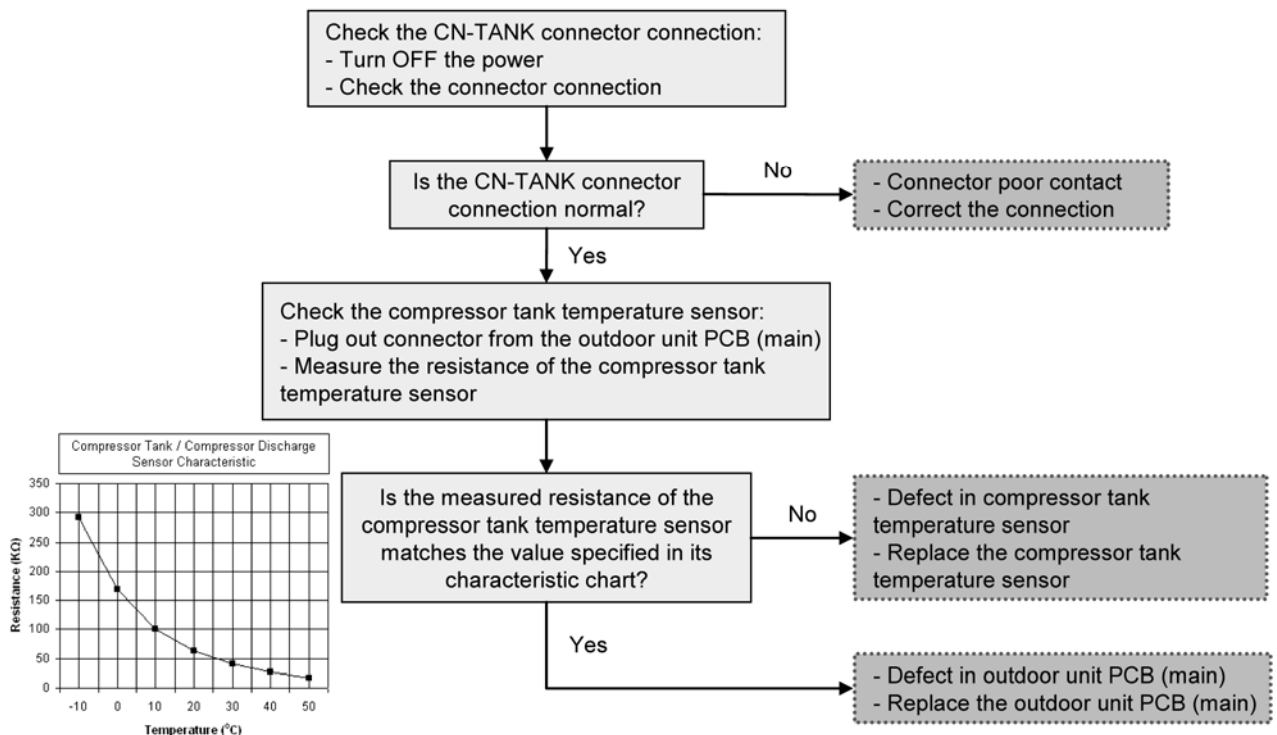 Check the CN-TANK connector connection:
- Turn OFF the power
- Check the connector connection
Is the CN-TANK connector
connection normal?
No
- Connector poor contact
- Correct the connection
Yes
Check the compressor tank temperature sensor:
- Plug out connector from the outdoor unit PCB (main)
- Measure the resistance of the compressor tank
temperature sensor
Compressor Tank / Compressor Discharge
Sensor Characteristic
Resistance (KΩ)
350
300
250
200
150
100
50
0
-10 0 10 20 30 40 50
Temperature (°C)
Is the measured resistance of the
compressor tank temperature sensor
matches the value specified in its
characteristic chart?
No
- Defect in compressor tank
temperature sensor
- Replace the compressor tank
temperature sensor
Yes
- Defect in outdoor unit PCB (main)
- Replace the outdoor unit PCB (main)